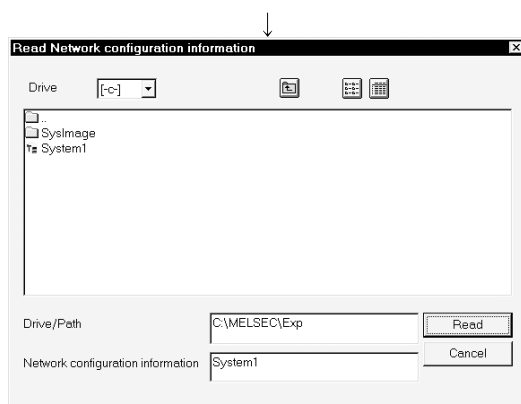 Read Network configuration information
Drive [-c-]
..
SysImage
System1
Drive/Path C:\MELSEC\Exp Read
Cancel
Network configuration information System1